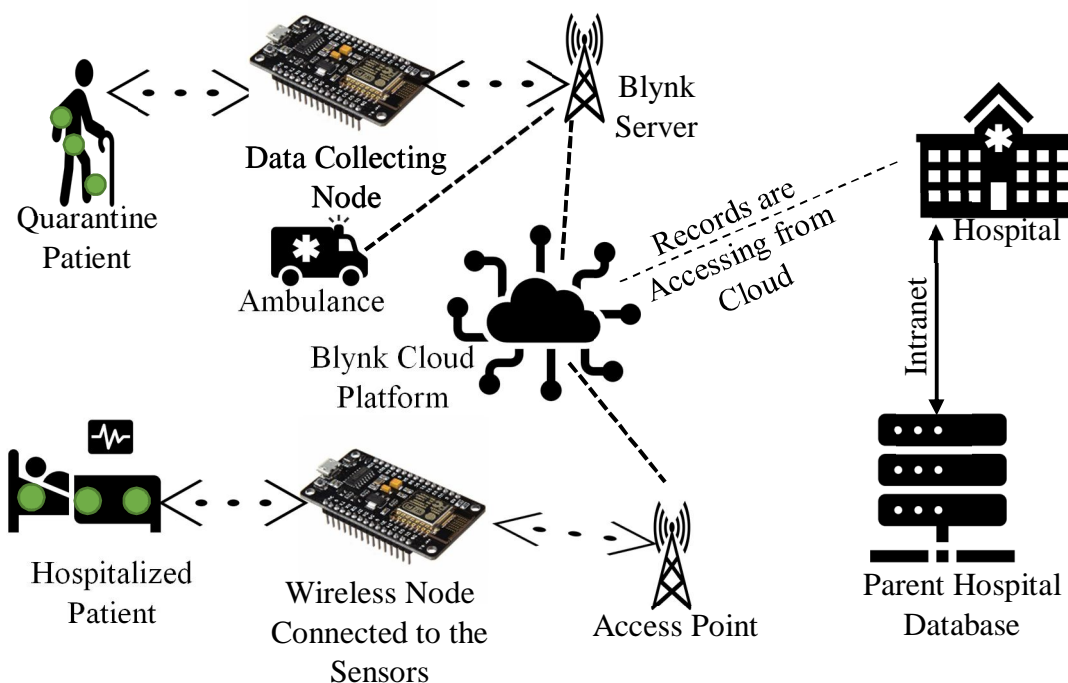 Blynk
Server
Data Collecting
Node
Quarantine
Patient
Ambulance
Records are
Accessing from
Cloud
Hospital
Blynk Cloud
Platform
Intranet
Hospitalized
Patient
Wireless Node
Connected to the
Sensors
Access Point
Parent Hospital
Database